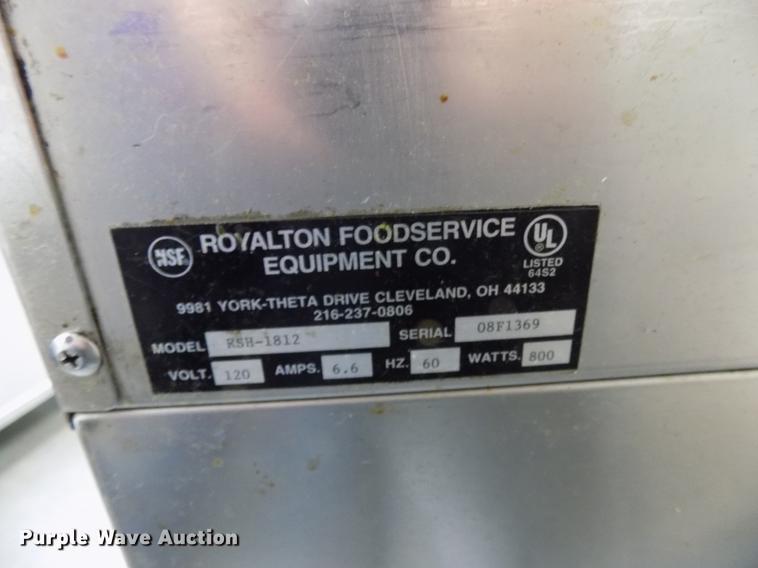 NSF
ROYALTON FOODSERVICE
EQUIPMENT CO.
UL
®
LISTED
64S2
9981 YORK-THETA DRIVE CLEVELAND, OH 44133
216-237-0806
MODEL RSH-1812 SERIAL 08F1369
VOLT. 120 AMPS. 6.6 HZ. 60 WATTS. 800
Purple Wave Auction